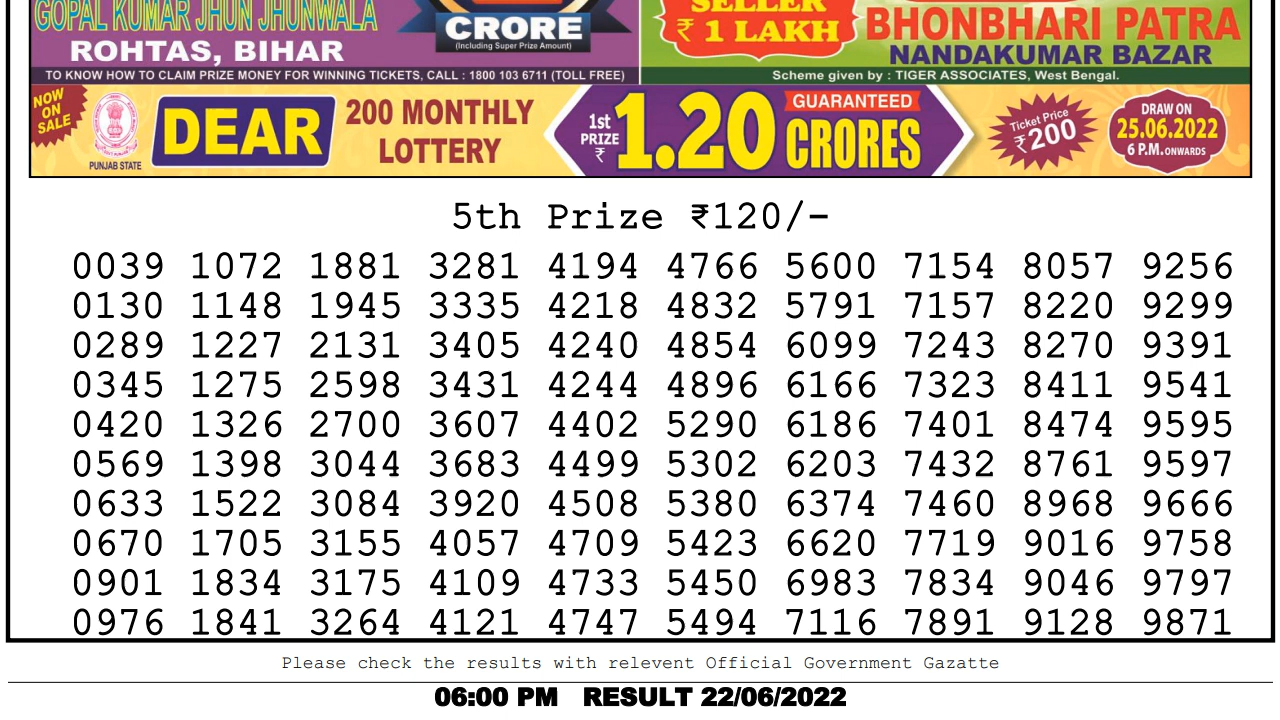 GOPAL KUMAR JHUN JHUNWALA
ROHTAS, BIHAR
CRORE
(Including Super Prize Amount)
SELLER
₹ 1 LAKH
BHONBHARI PATRA
NANDAKUMAR BAZAR
TO KNOW HOW TO CLAIM PRIZE MONEY FOR WINNING TICKETS, CALL : 1800 103 6711 (TOLL FREE)
Scheme given by : TIGER ASSOCIATES, West Bengal.
NOW
ON
SALE
PUNJAB STATE
DEAR
200 MONTHLY
LOTTERY
1st
PRIZE
₹
1.20
GUARANTEED
CRORES
Ticket Price
₹200
DRAW ON
25.06.2022
6 P.M. ONWARDS
5th Prize ₹120/-
0039 1072 1881 3281 4194 4766 5600 7154 8057 9256
0130 1148 1945 3335 4218 4832 5791 7157 8220 9299
0289 1227 2131 3405 4240 4854 6099 7243 8270 9391
0345 1275 2598 3431 4244 4896 6166 7323 8411 9541
0420 1326 2700 3607 4402 5290 6186 7401 8474 9595
0569 1398 3044 3683 4499 5302 6203 7432 8761 9597
0633 1522 3084 3920 4508 5380 6374 7460 8968 9666
0670 1705 3155 4057 4709 5423 6620 7719 9016 9758
0901 1834 3175 4109 4733 5450 6983 7834 9046 9797
0976 1841 3264 4121 4747 5494 7116 7891 9128 9871
Please check the results with relevent Official Government Gazatte
06:00 PM RESULT 22/06/2022